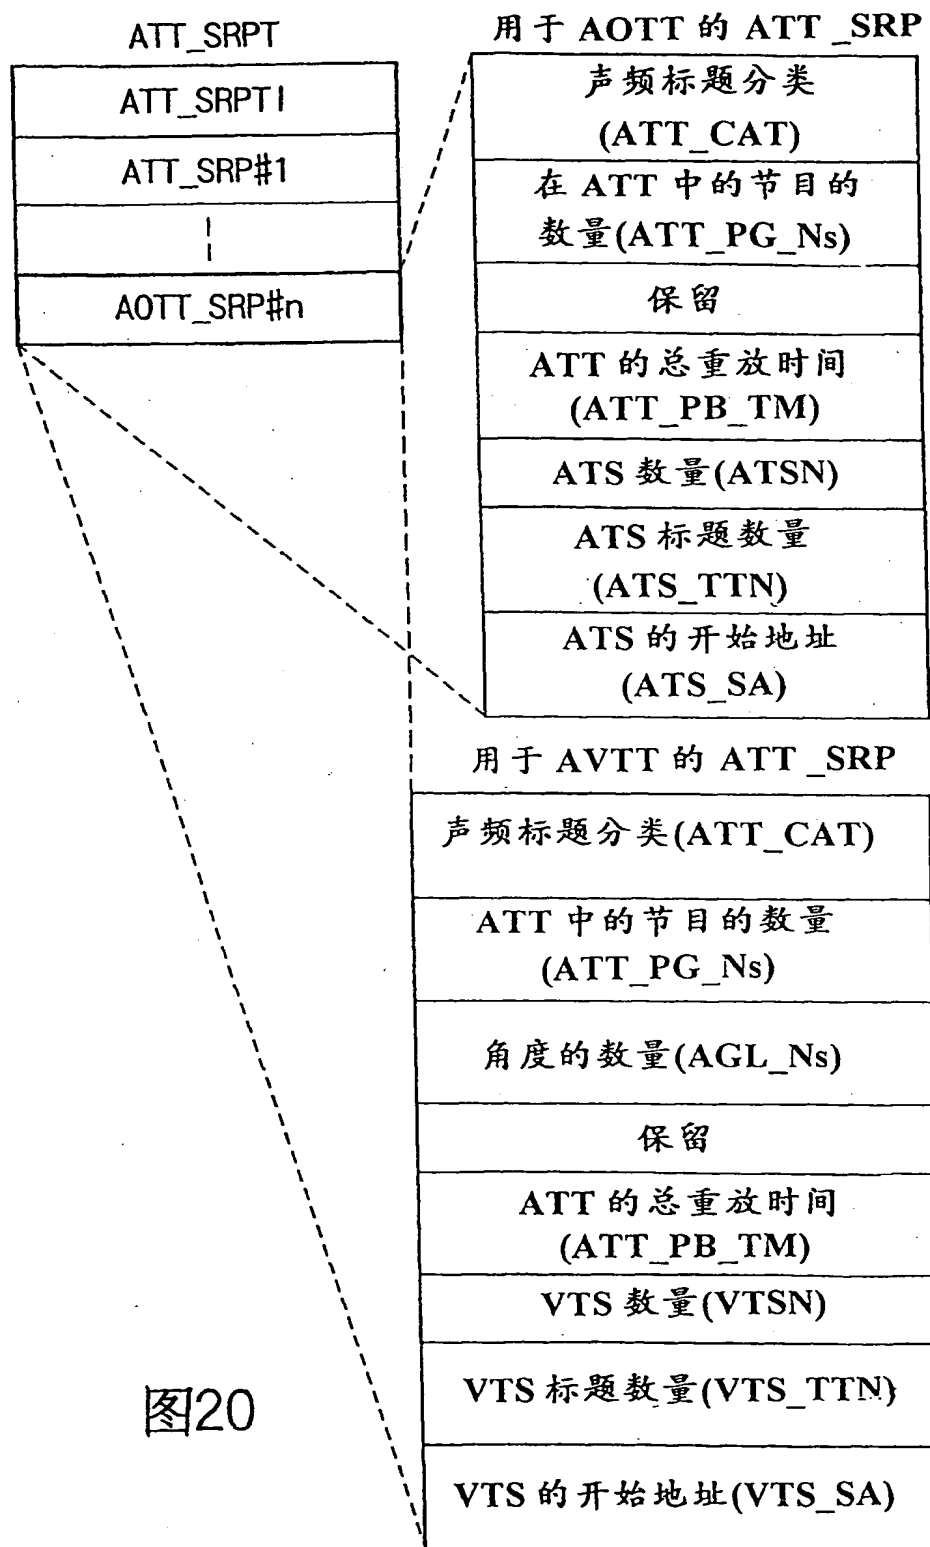 ATT_SRPT
ATT_SRPTI
ATT_SRP#1
AOTT_SRP#n
用于 AOTT 的 ATT _SRP
声频标题分类
(ATT_CAT)
在 ATT 中的节目的
数量(ATT_PG_Ns)
保留
ATT 的总重放时间
(ATT_PB_TM)
ATS 数量(ATSN)
ATS 标题数量
(ATS_TTN)
ATS 的开始地址
(ATS_SA)
用于 AVTT 的 ATT _SRP
声频标题分类(ATT_CAT)
ATT 中的节目的数量
(ATT_PG_Ns)
角度的数量(AGL_Ns)
保留
ATT 的总重放时间
(ATT_PB_TM)
VTS 数量(VTSN)
VTS 标题数量(VTS_TTN)
VTS 的开始地址(VTS_SA)
图20